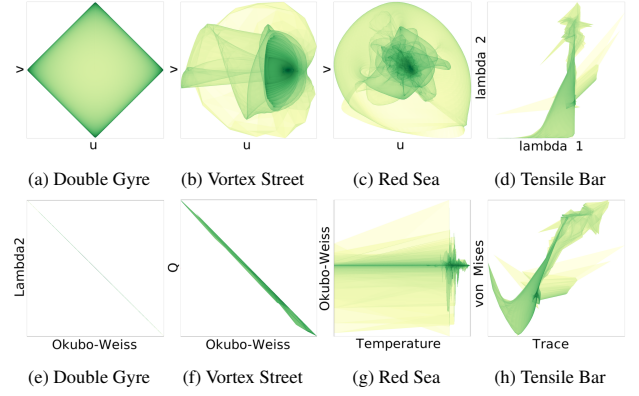 v
v
v
lambda 2
u
u
u
lambda 1
(a) Double Gyre
(b) Vortex Street
(c) Red Sea
(d) Tensile Bar
Lambda2
Q
Okubo-Weiss
von Mises
Okubo-Weiss
Okubo-Weiss
Temperature
Trace
(e) Double Gyre
(f) Vortex Street
(g) Red Sea
(h) Tensile Bar